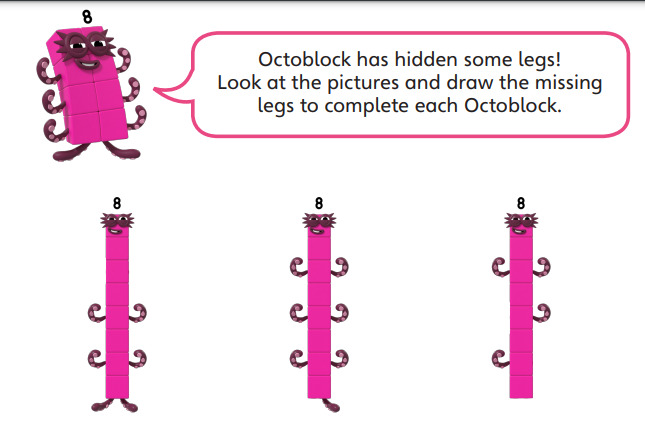 8
Octoblock has hidden some legs!
Look at the pictures and draw the missing
legs to complete each Octoblock.
8
8
8